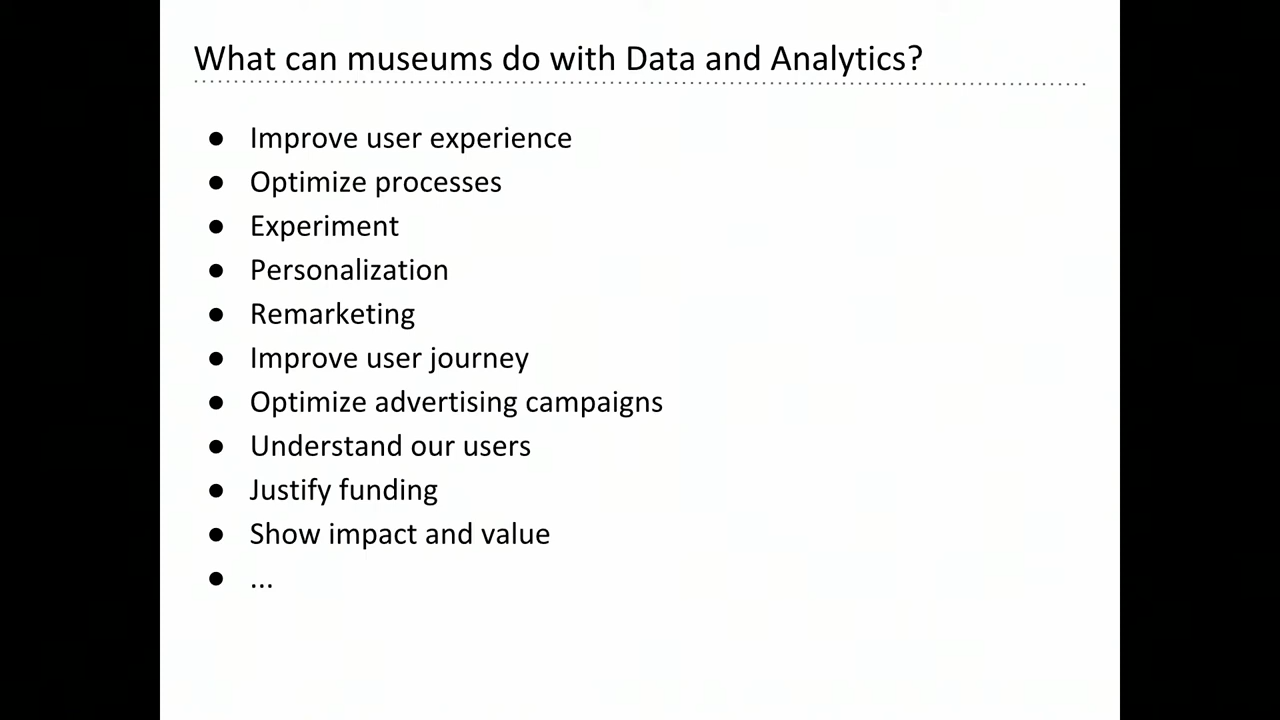 What can museums do with Data and Analytics?
● Improve user experience
● Optimize processes
● Experiment
● Personalization
● Remarketing
● Improve user journey
● Optimize advertising campaigns
● Understand our users
● Justify funding
● Show impact and value
● ...